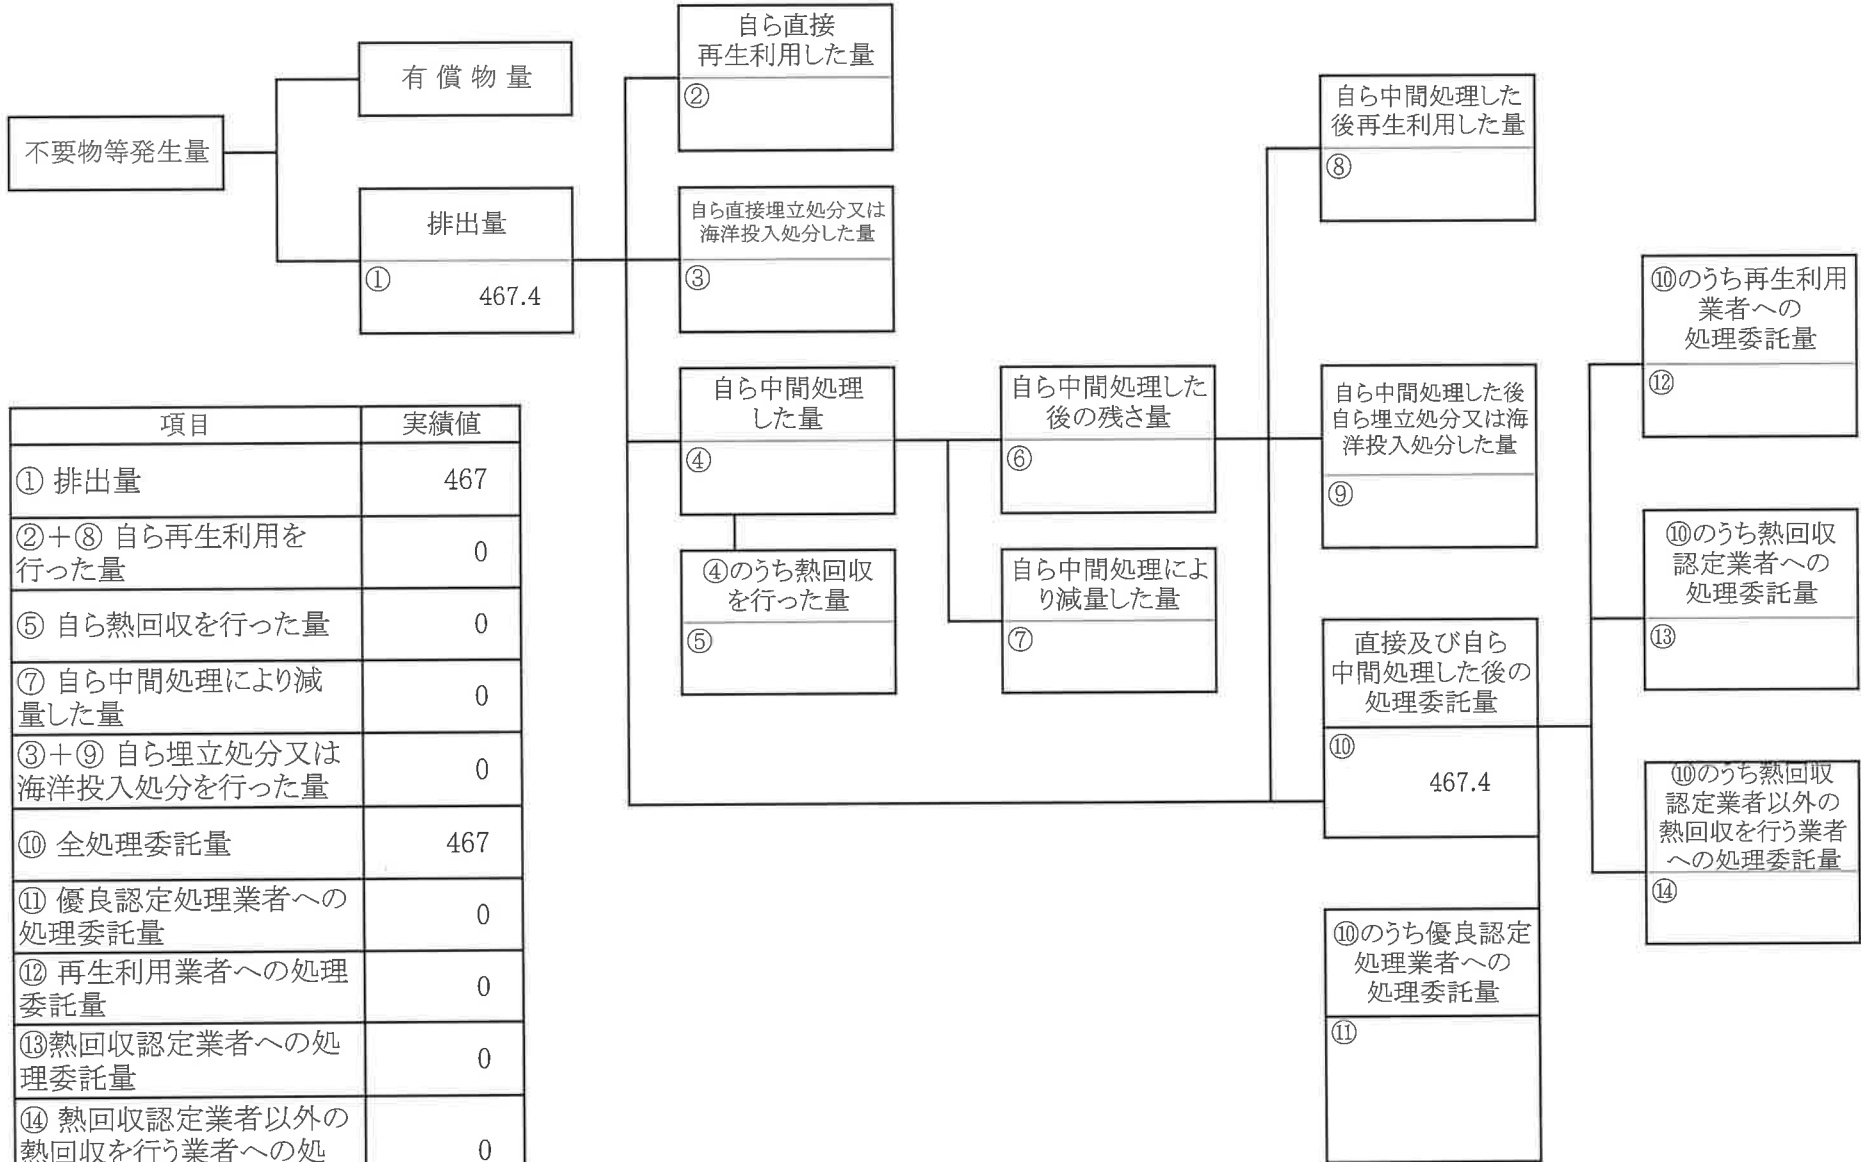 不要物等発生量
有償物量
排出量
①
467.4
自ら直接
再生利用した量
②
自ら直接埋立処分又は
海洋投入処分した量
③
自ら中間処理
した量
④
④のうち熱回収
を行った量
⑤
自ら中間処理した
後の残さ量
⑥
自ら中間処理によ
り減量した量
⑦
自ら中間処理した
後再生利用した量
⑧
自ら中間処理した後
自ら埋立処分又は海
洋投入処分した量
⑨
直接及び自ら
中間処理した後の
処理委託量
⑩
467.4
⑩のうち優良認定
処理業者への
処理委託量
⑪
⑩のうち再生利用
業者への
処理委託量
⑫
⑩のうち熱回収
認定業者への
処理委託量
⑬
⑩のうち熱回収
認定業者以外の
熱回収を行う業者
への処理委託量
⑭
項目 実績値
① 排出量 467
②+⑧ 自ら再生利用を
行った量 0
⑤ 自ら熱回収を行った量 0
⑦ 自ら中間処理により減
量した量 0
③+⑨ 自ら埋立処分又は
海洋投入処分を行った量 0
⑩ 全処理委託量 467
⑪ 優良認定処理業者への
処理委託量 0
⑫ 再生利用業者への処理
委託量 0
⑬熱回収認定業者への処
理委託量 0
⑭ 熱回収認定業者以外の
熱回収を行う業者への処 0